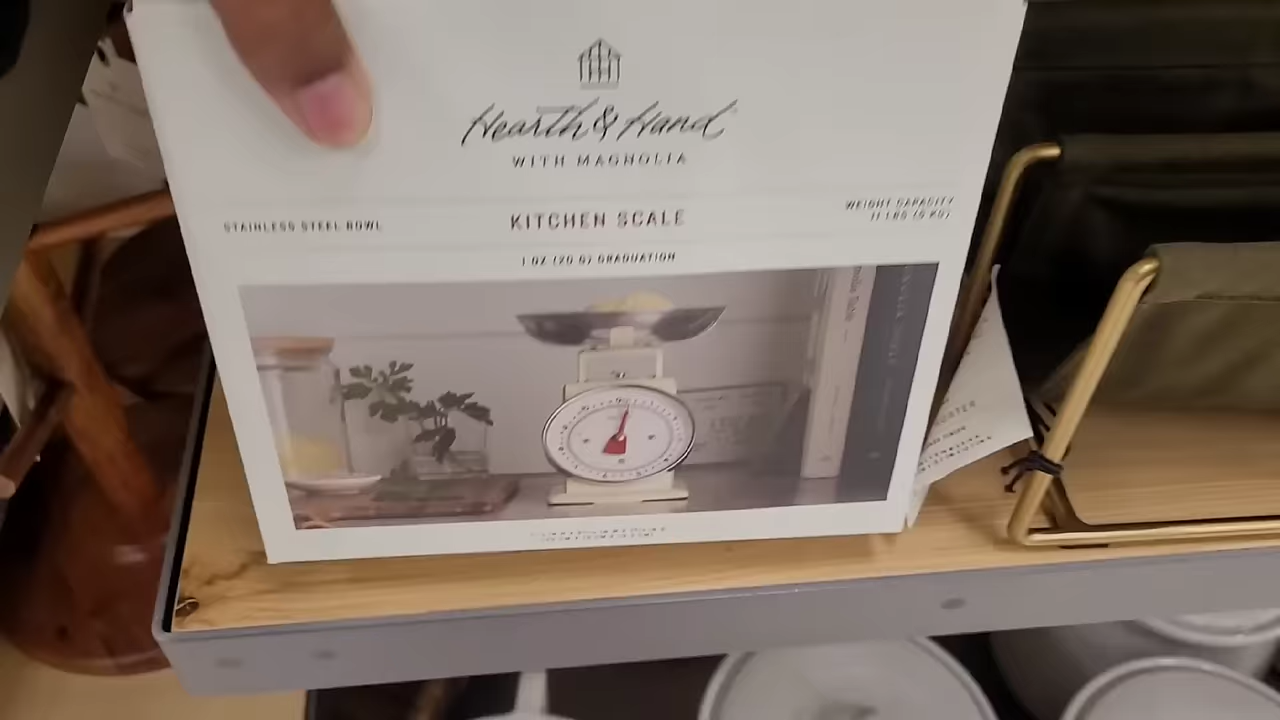 Hearth & Hand
WITH MAGNOLIA
STAINLESS STEEL BOWL
KITCHEN SCALE
WEIGHT CAPACITY
11 LBS (5 KG)
1 OZ (20 G) GRADUATION